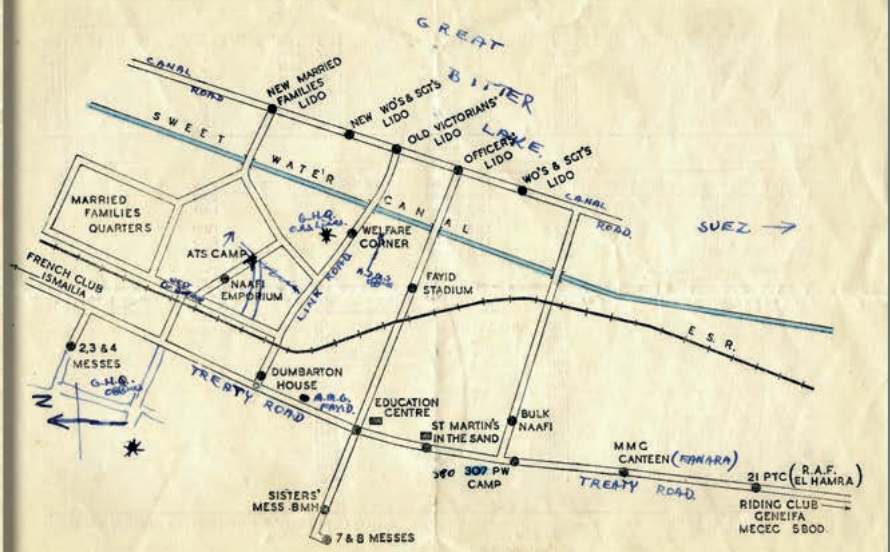 GREAT
BITTER
LAKE.
CANAL
ROAD
NEW MARRIED
FAMILIES
LIDO
NEW WO'S & SGT'S
LIDO
OLD VICTORIANS'
LIDO
OFFICERS'
LIDO
WO'S & SGT'S
LIDO
CANAL
ROAD.
SUEZ
SWEET WATER CANAL
MARRIED
FAMILIES
QUARTERS
G.H.Q.
WELFARE
CORNER
ATS CAMP
NAAFI
EMPORIUM
LINK ROAD
FAYID
STADIUM
FRENCH CLUB
ISMAILIA
E.S.R.
2,3 & 4
MESSES
G.H.Q.
N
DUMBARTON
HOUSE
TREATY ROAD
FAYID.
EDUCATION
CENTRE
ST MARTIN'S
IN THE SAND
BULK
NAAFI
307 PW
CAMP
MMG
CANTEEN (FANARA)
TREATY ROAD.
21 PTC (R.A.F.
EL HAMRA)
RIDING CLUB
GENEIFA
MECEC 5BOD.
SISTERS'
MESS BMH
7 & 8 MESSES